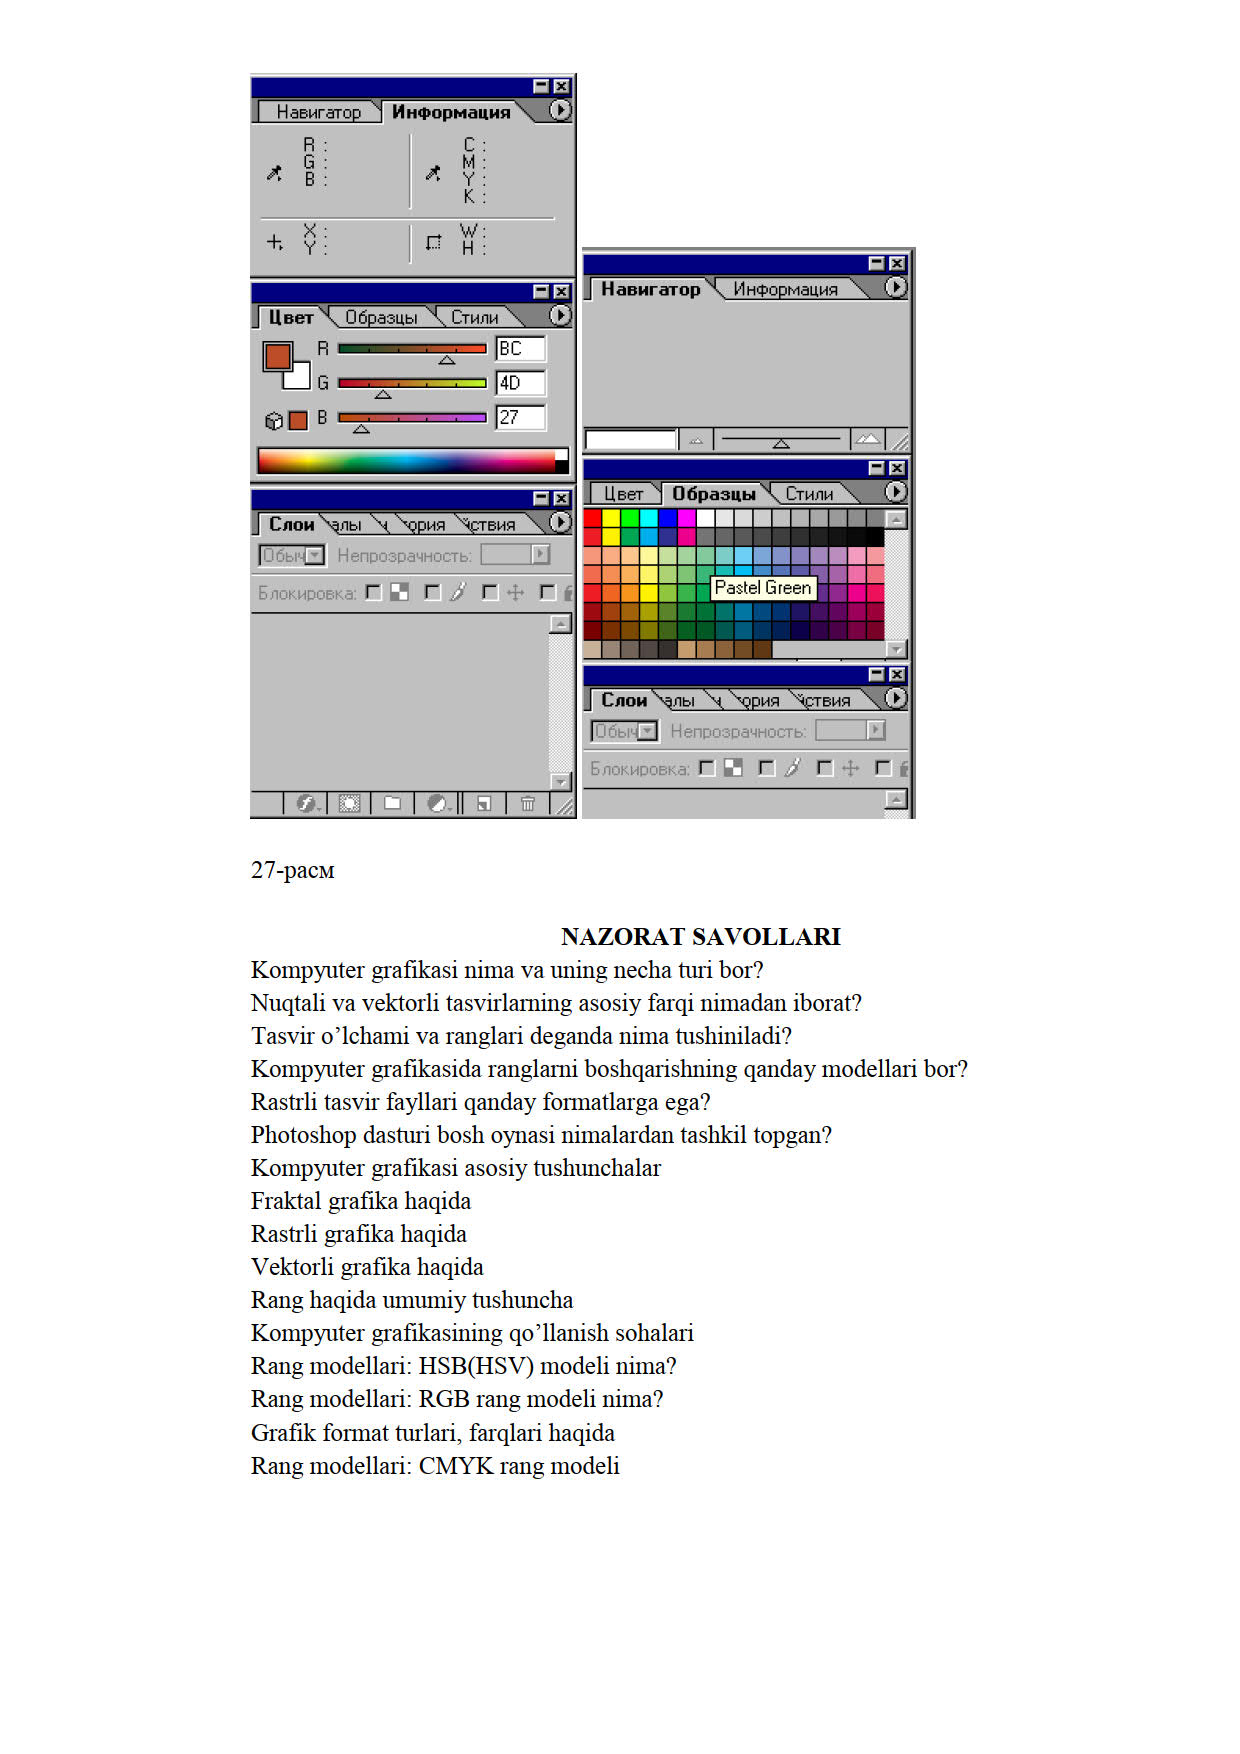 Навигатор Информация
R :
G :
B :
C :
M :
Y :
K :
X :
Y :
W :
H :
Цвет Образцы Стили
R BC
G 4D
B 27
Слои алы ория йствия
Обыч Непрозрачность:
Блокировка:
Навигатор Информация
Цвет Образцы Стили
Pastel Green
Слои алы ория йствия
Обыч Непрозрачность:
Блокировка:
27-расм
NAZORAT SAVOLLARI
Kompyuter grafikasi nima va uning necha turi bor?
Nuqtali va vektorli tasvirlarning asosiy farqi nimadan iborat?
Tasvir o’lchami va ranglari deganda nima tushiniladi?
Kompyuter grafikasida ranglarni boshqarishning qanday modellari bor?
Rastrli tasvir fayllari qanday formatlarga ega?
Photoshop dasturi bosh oynasi nimalardan tashkil topgan?
Kompyuter grafikasi asosiy tushunchalar
Fraktal grafika haqida
Rastrli grafika haqida
Vektorli grafika haqida
Rang haqida umumiy tushuncha
Kompyuter grafikasining qo’llanish sohalari
Rang modellari: HSB(HSV) modeli nima?
Rang modellari: RGB rang modeli nima?
Grafik format turlari, farqlari haqida
Rang modellari: CMYK rang modeli